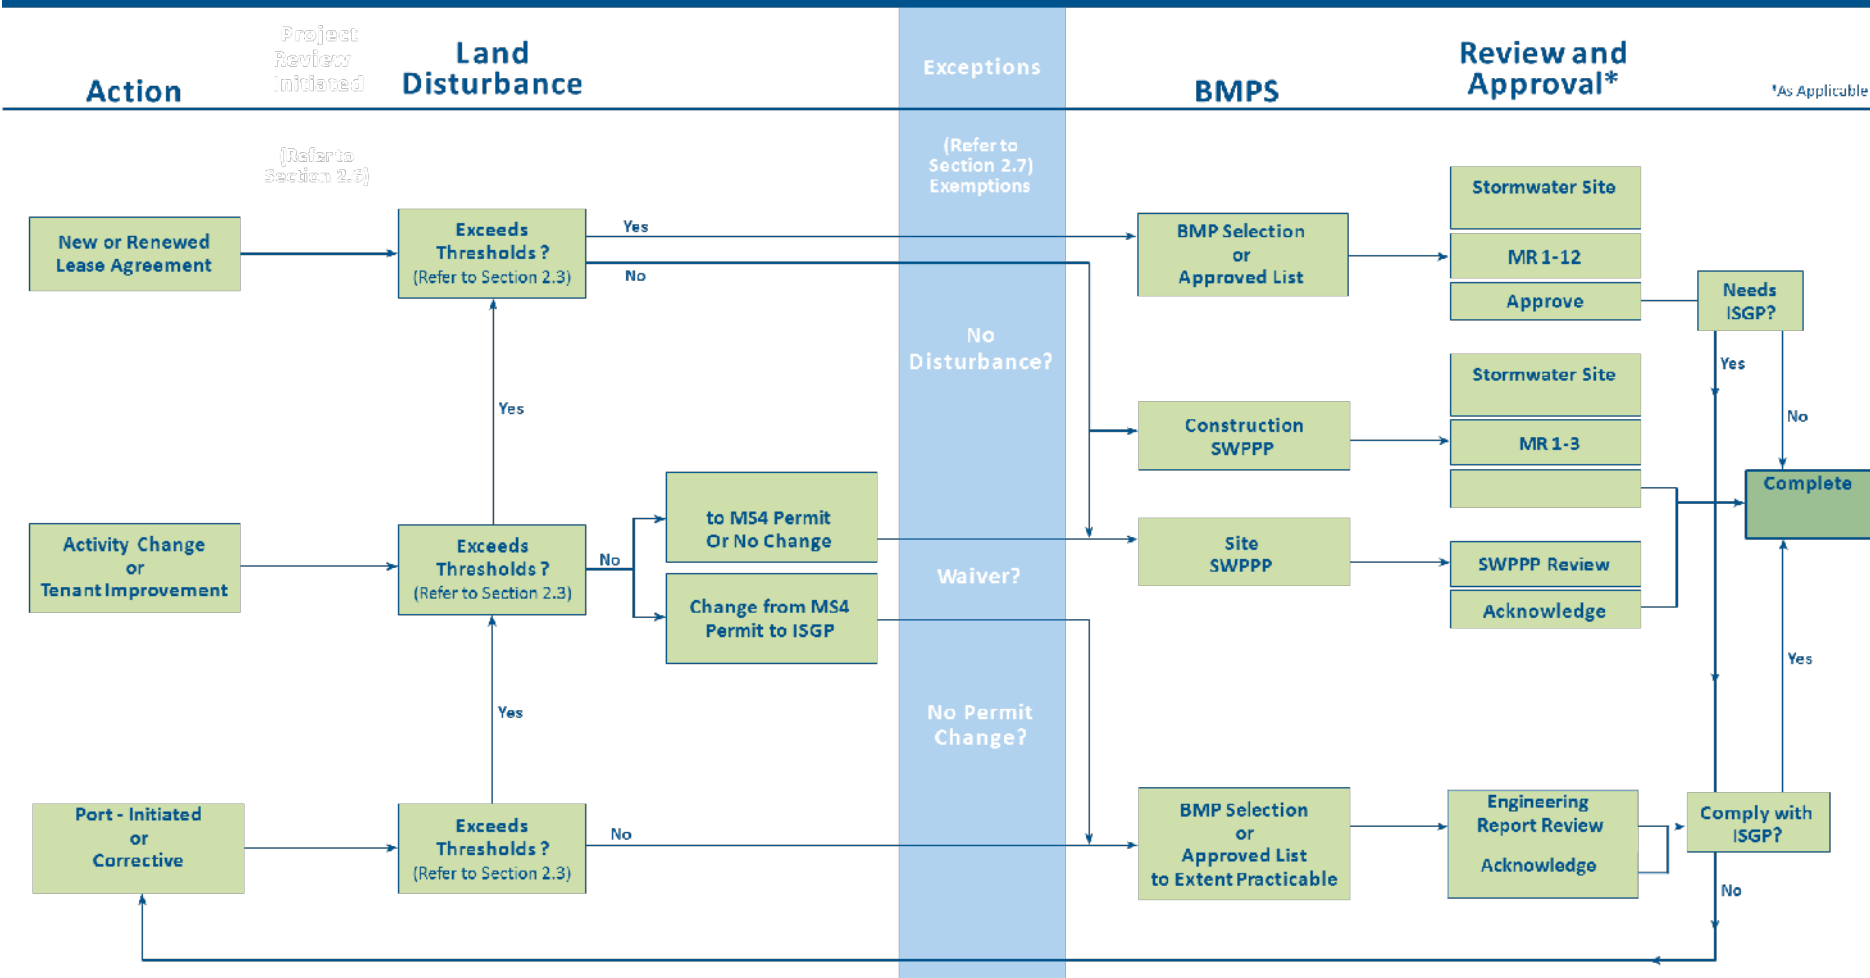 Action
Project
Review
Initiated
Land
Disturbance
Exceptions
BMPS
Review and
Approval*
*As Applicable
(Refer to
Section 2.6)
(Refer to
Section 2.7)
Exemptions
New or Renewed
Lease Agreement
Exceeds
Thresholds ?
(Refer to Section 2.3)
Yes
No
BMP Selection
or
Approved List
Stormwater Site
MR 1-12
Approve
Needs
ISGP?
Yes
No
No
Disturbance?
Yes
Construction
SWPPP
Stormwater Site
MR 1-3
Complete
Activity Change
or
Tenant Improvement
Exceeds
Thresholds ?
(Refer to Section 2.3)
No
to MS4 Permit
Or No Change
Change from MS4
Permit to ISGP
Waiver?
Site
SWPPP
SWPPP Review
Acknowledge
Yes
Yes
No Permit
Change?
Port - Initiated
or
Corrective
Exceeds
Thresholds ?
(Refer to Section 2.3)
No
BMP Selection
or
Approved List
to Extent Practicable
Engineering
Report Review
Acknowledge
Comply with
ISGP?
No